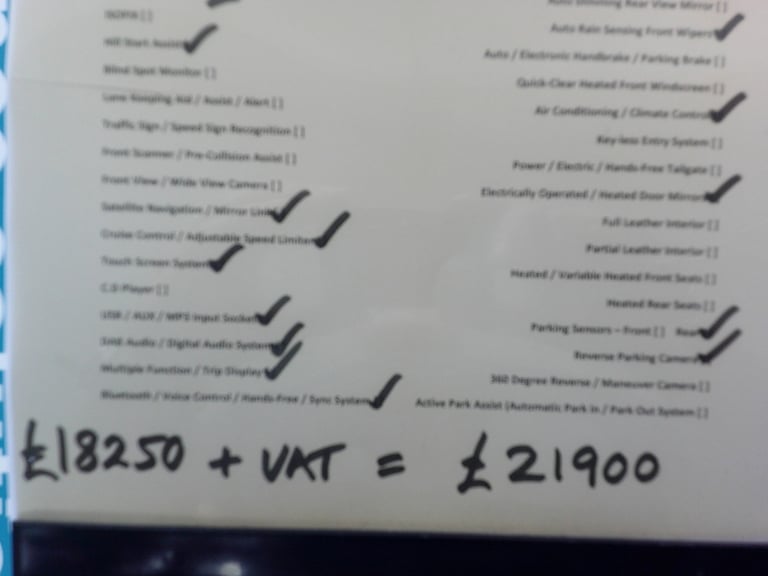 ISOFIX [ ]
Hill Start Assist ✓
Blind Spot Monitor [ ]
Lane Keeping Aid / Assist / Alert [ ]
Traffic Sign / Speed Sign Recognition [ ]
Front Scanner / Pre-Collision Assist [ ]
Front View / Wide View Camera [ ]
Satellite Navigation / Mirror Link ✓
Cruise Control / Adjustable Speed Limiter ✓
Touch Screen System ✓
C.D Player [ ]
USB / AUX / MP3 Input Socket ✓
DAB Audio / Digital Audio System ✓
Multiple Function / Trip Display ✓
Bluetooth / Voice Control / Hands-Free / Sync System ✓
Auto Dimming Rear View Mirror [ ]
Auto Rain Sensing Front Wipers ✓
Auto / Electronic Handbrake / Parking Brake [ ]
Quick-Clear Heated Front Windscreen [ ]
Air Conditioning / Climate Control ✓
Key-less Entry System [ ]
Power / Electric / Hands-Free Tailgate [ ]
Electrically Operated / Heated Door Mirrors ✓
Full Leather Interior [ ]
Partial Leather Interior [ ]
Heated / Variable Heated Front Seats [ ]
Heated Rear Seats [ ]
Parking Sensors – Front [ ] Rear ✓
Reverse Parking Camera ✓
360 Degree Reverse / Maneuver Camera [ ]
Active Park Assist (Automatic Park In / Park Out System [ ]
£18250 + VAT = £21900